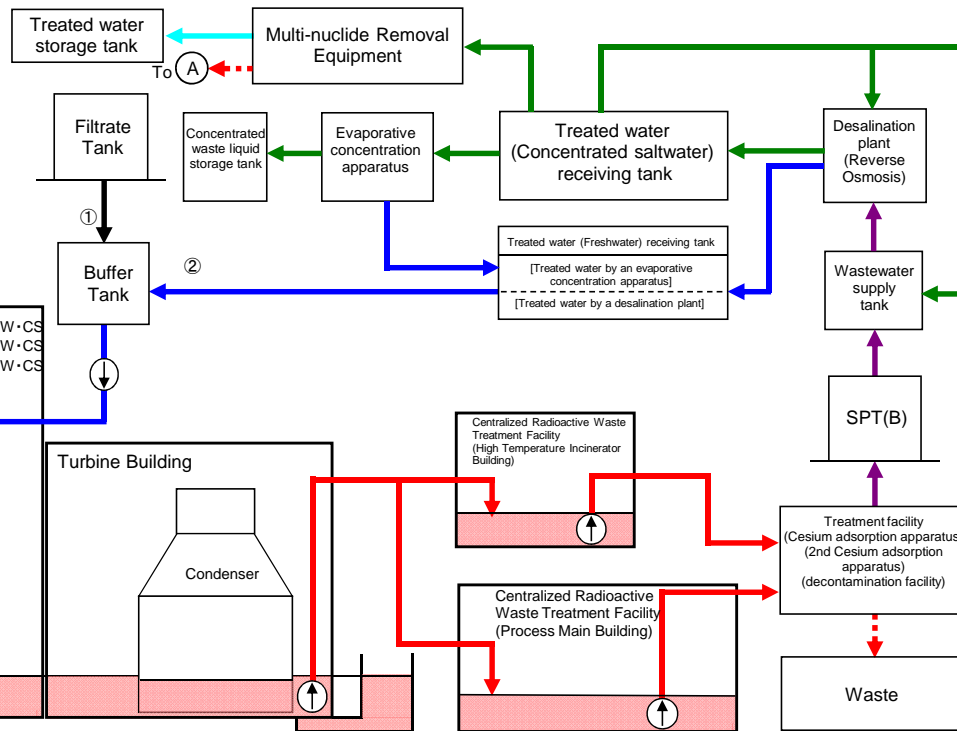 Treated water
storage tank
Multi-nuclide Removal
Equipment
To
A
Filtrate
Tank
Concentrated
waste liquid
storage tank
Evaporative
concentration
apparatus
Treated water
(Concentrated saltwater)
receiving tank
Desalination
plant
(Reverse
Osmosis)
①
Buffer
Tank
②
Treated water (Freshwater) receiving tank
[Treated water by an evaporative
concentration apparatus]
[Treated water by a desalination plant]
Wastewater
supply
tank
W・CS
W・CS
W・CS
SPT(B)
Turbine Building
Condenser
Centralized Radioactive Waste
Treatment Facility
(High Temperature Incinerator
Building)
Centralized Radioactive
Waste Treatment Facility
(Process Main Building)
Treatment facility
(Cesium adsorption apparatus
(2nd Cesium adsorption
apparatus)
(decontamination facility)
Waste